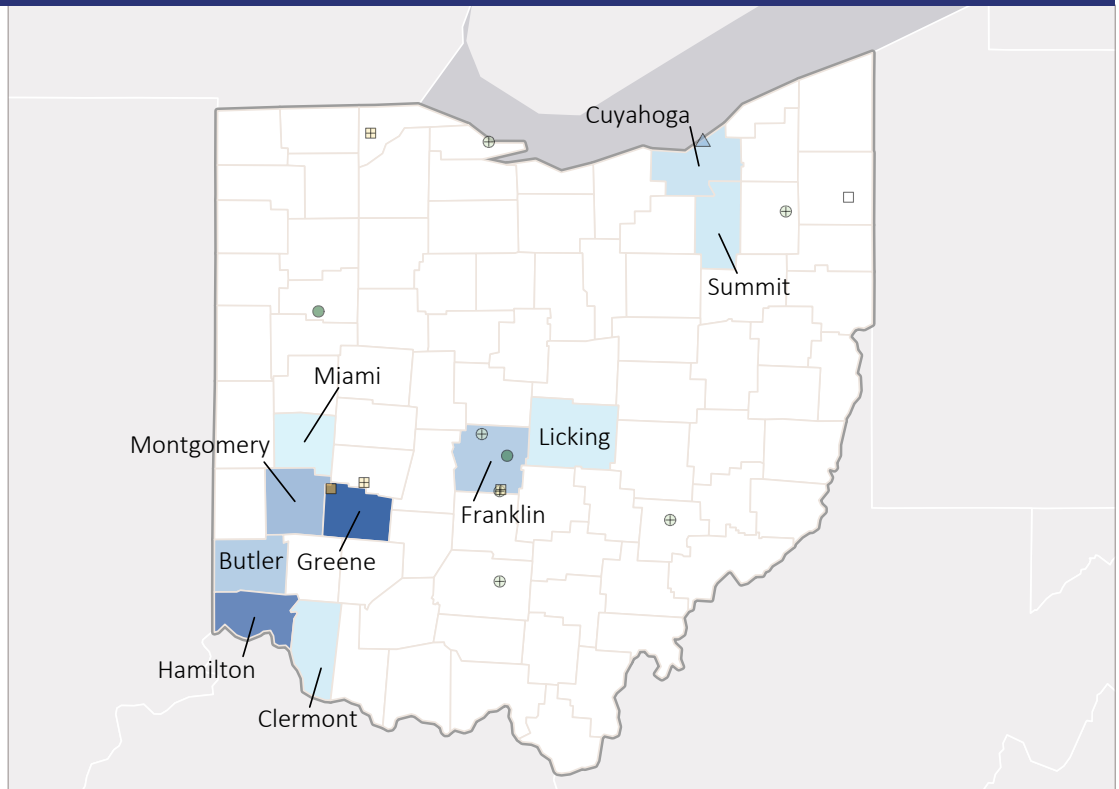 Cuyahoga
Summit
Miami
Montgomery
Licking
Franklin
Butler
Greene
Hamilton
Clermont